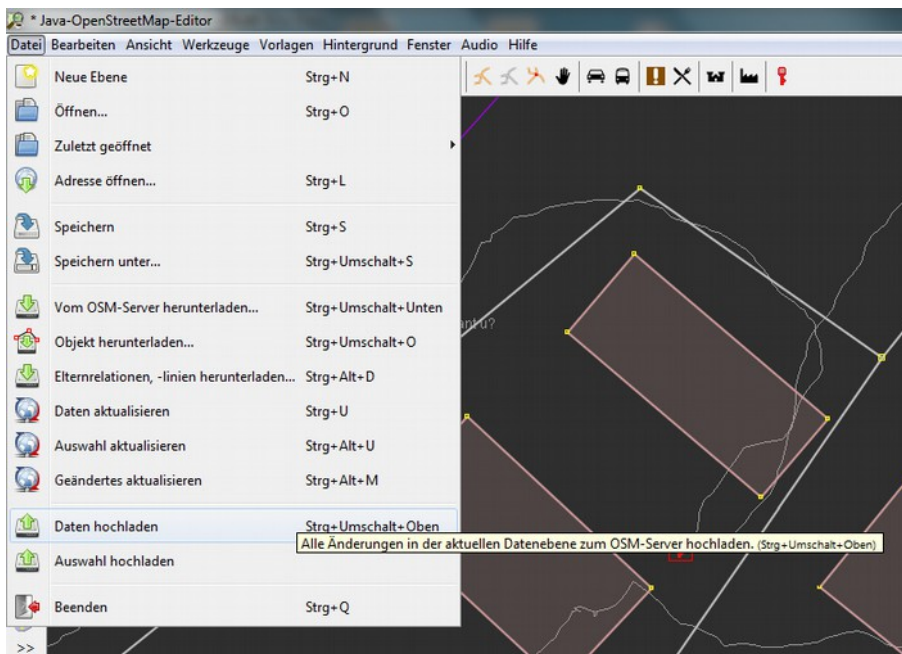 * Java-OpenStreetMap-Editor
Datei Bearbeiten Ansicht Werkzeuge Vorlagen Hintergrund Fenster Audio Hilfe
Neue Ebene Strg+N
Öffnen... Strg+O
Zuletzt geöffnet
Adresse öffnen... Strg+L
Speichern Strg+S
Speichern unter... Strg+Umschalt+S
Vom OSM-Server herunterladen... Strg+Umschalt+Unten
Objekt herunterladen... Strg+Umschalt+O
Elternrelationen, -linien herunterladen... Strg+Alt+D
Daten aktualisieren Strg+U
Auswahl aktualisieren Strg+Alt+U
Geändertes aktualisieren Strg+Alt+M
Daten hochladen Strg+Umschalt+Oben
Alle Änderungen in der aktuellen Datenebene zum OSM-Server hochladen. (Strg+Umschalt+Oben)
Auswahl hochladen
Beenden Strg+Q
>>